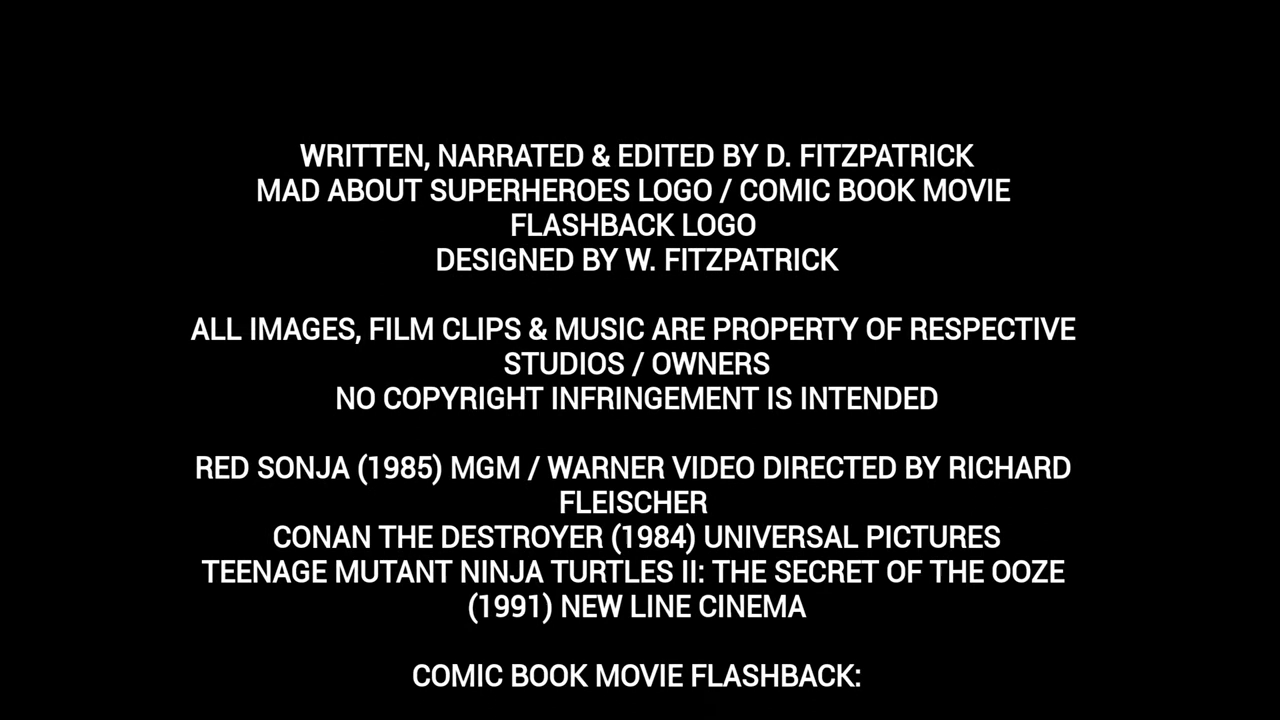 WRITTEN, NARRATED & EDITED BY D. FITZPATRICK
MAD ABOUT SUPERHEROES LOGO / COMIC BOOK MOVIE
FLASHBACK LOGO
DESIGNED BY W. FITZPATRICK
ALL IMAGES, FILM CLIPS & MUSIC ARE PROPERTY OF RESPECTIVE
STUDIOS / OWNERS
NO COPYRIGHT INFRINGEMENT IS INTENDED
RED SONJA (1985) MGM / WARNER VIDEO DIRECTED BY RICHARD
FLEISCHER
CONAN THE DESTROYER (1984) UNIVERSAL PICTURES
TEENAGE MUTANT NINJA TURTLES II: THE SECRET OF THE OOZE
(1991) NEW LINE CINEMA
COMIC BOOK MOVIE FLASHBACK: